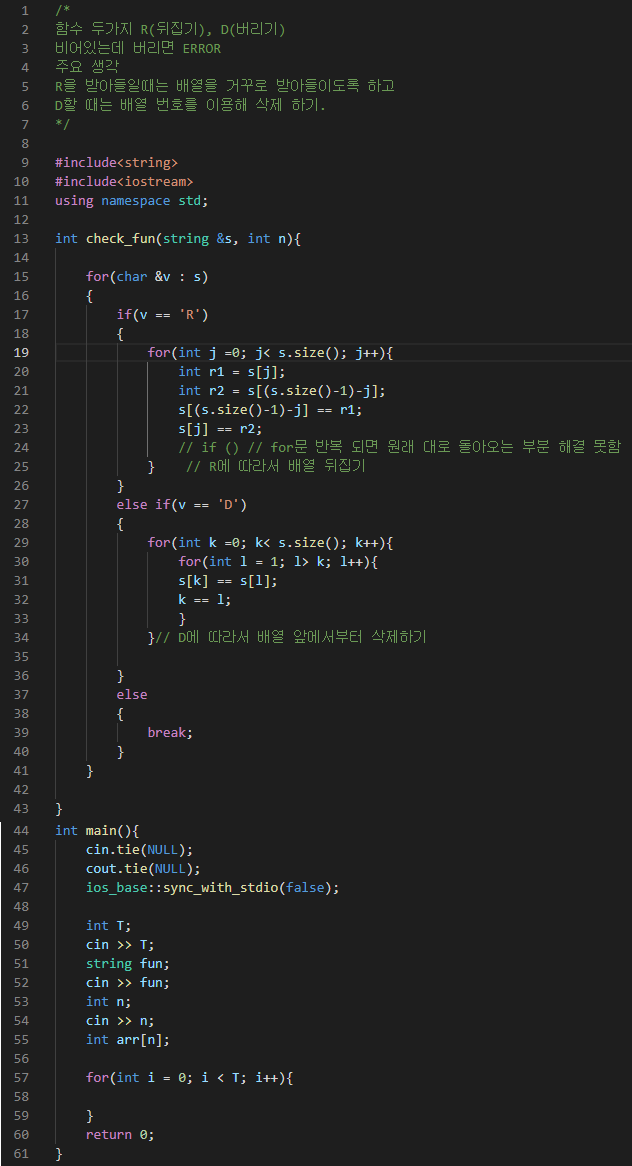 1 /*
2 함수 두가지 R(뒤집기), D(버리기)
3 비어있는데 버리면 ERROR
4 주요 생각
5 R을 받아들일때는 배열을 거꾸로 받아들이도록 하고
6 D할 때는 배열 번호를 이용해 삭제 하기.
7 */
8
9 #include<string>
10 #include<iostream>
11 using namespace std;
12
13 int check_fun(string &s, int n){
14
15 for(char &v : s)
16 {
17 if(v == 'R')
18 {
19 for(int j =0; j< s.size(); j++){
20 int r1 = s[j];
21 int r2 = s[(s.size()-1)-j];
22 s[(s.size()-1)-j] == r1;
23 s[j] == r2;
24 // if () // for문 반복 되면 원래 대로 돌아오는 부분 해결 못함
25 } // R에 따라서 배열 뒤집기
26 }
27 else if(v == 'D')
28 {
29 for(int k =0; k< s.size(); k++){
30 for(int l = 1; l> k; l++){
31 s[k] == s[l];
32 k == l;
33 }
34 }// D에 따라서 배열 앞에서부터 삭제하기
35
36 }
37 else
38 {
39 break;
40 }
41 }
42
43 }
44 int main(){
45 cin.tie(NULL);
46 cout.tie(NULL);
47 ios_base::sync_with_stdio(false);
48
49 int T;
50 cin >> T;
51 string fun;
52 cin >> fun;
53 int n;
54 cin >> n;
55 int arr[n];
56
57 for(int i = 0; i < T; i++){
58
59 }
60 return 0;
61 }